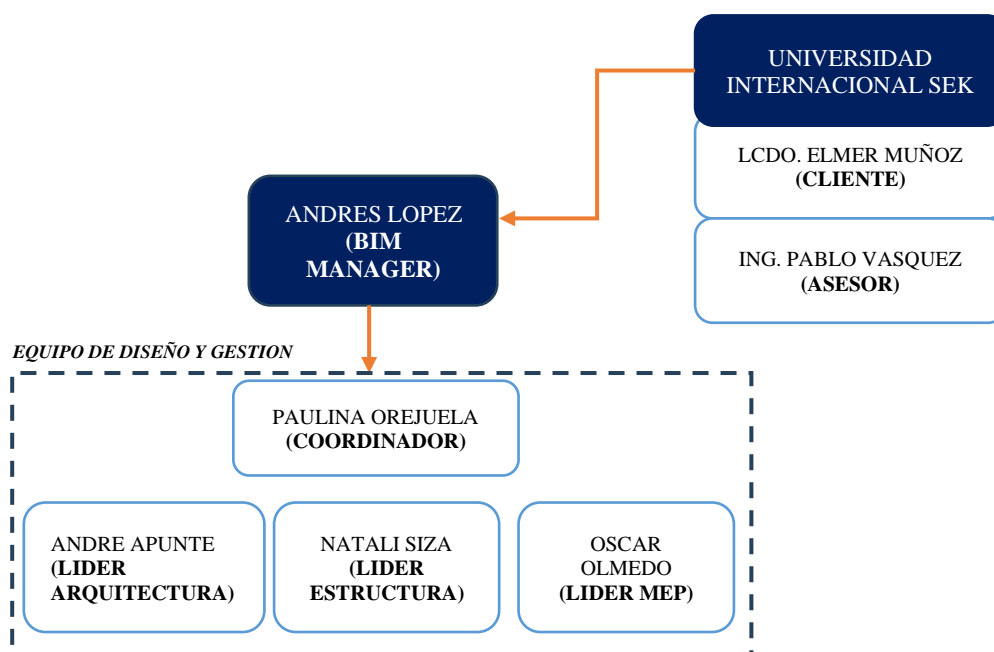 UNIVERSIDAD
INTERNACIONAL SEK
LCDO. ELMER MUÑOZ
(CLIENTE)
ING. PABLO VASQUEZ
(ASESOR)
ANDRES LOPEZ
(BIM
MANAGER)
EQUIPO DE DISEÑO Y GESTION
PAULINA OREJUELA
(COORDINADOR)
ANDRE APUNTE
(LIDER
ARQUITECTURA)
NATALI SIZA
(LIDER
ESTRUCTURA)
OSCAR
OLMEDO
(LIDER MEP)